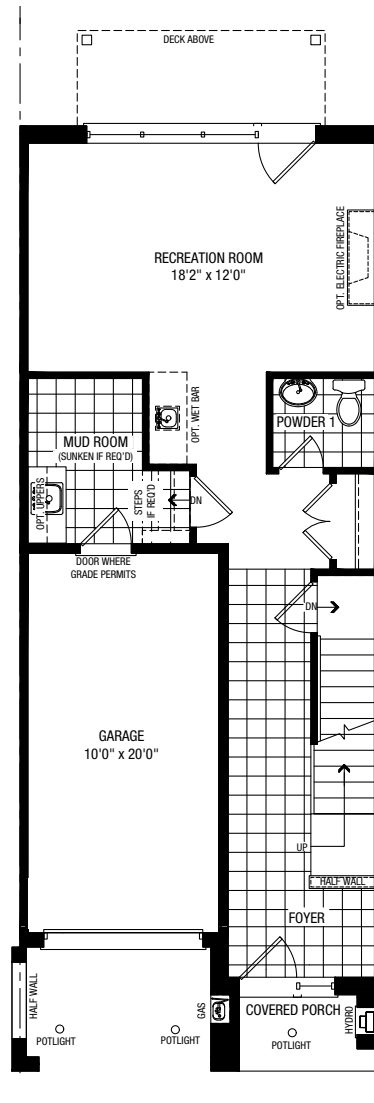 DECK ABOVE
RECREATION ROOM
18'2" x 12'0"
OPT. ELECTRIC FIREPLACE
OPT. WET BAR
POWDER 1
MUD ROOM
(SUNKEN IF REQ'D)
OPT. UPPERS
STEPS
IF REQ'D
DN
DOOR WHERE
GRADE PERMITS
DN
GARAGE
10'0" x 20'0"
UP
HALF WALL
FOYER
HALF WALL
GAS
COVERED PORCH
HYDRO
POTLIGHT
POTLIGHT
POTLIGHT